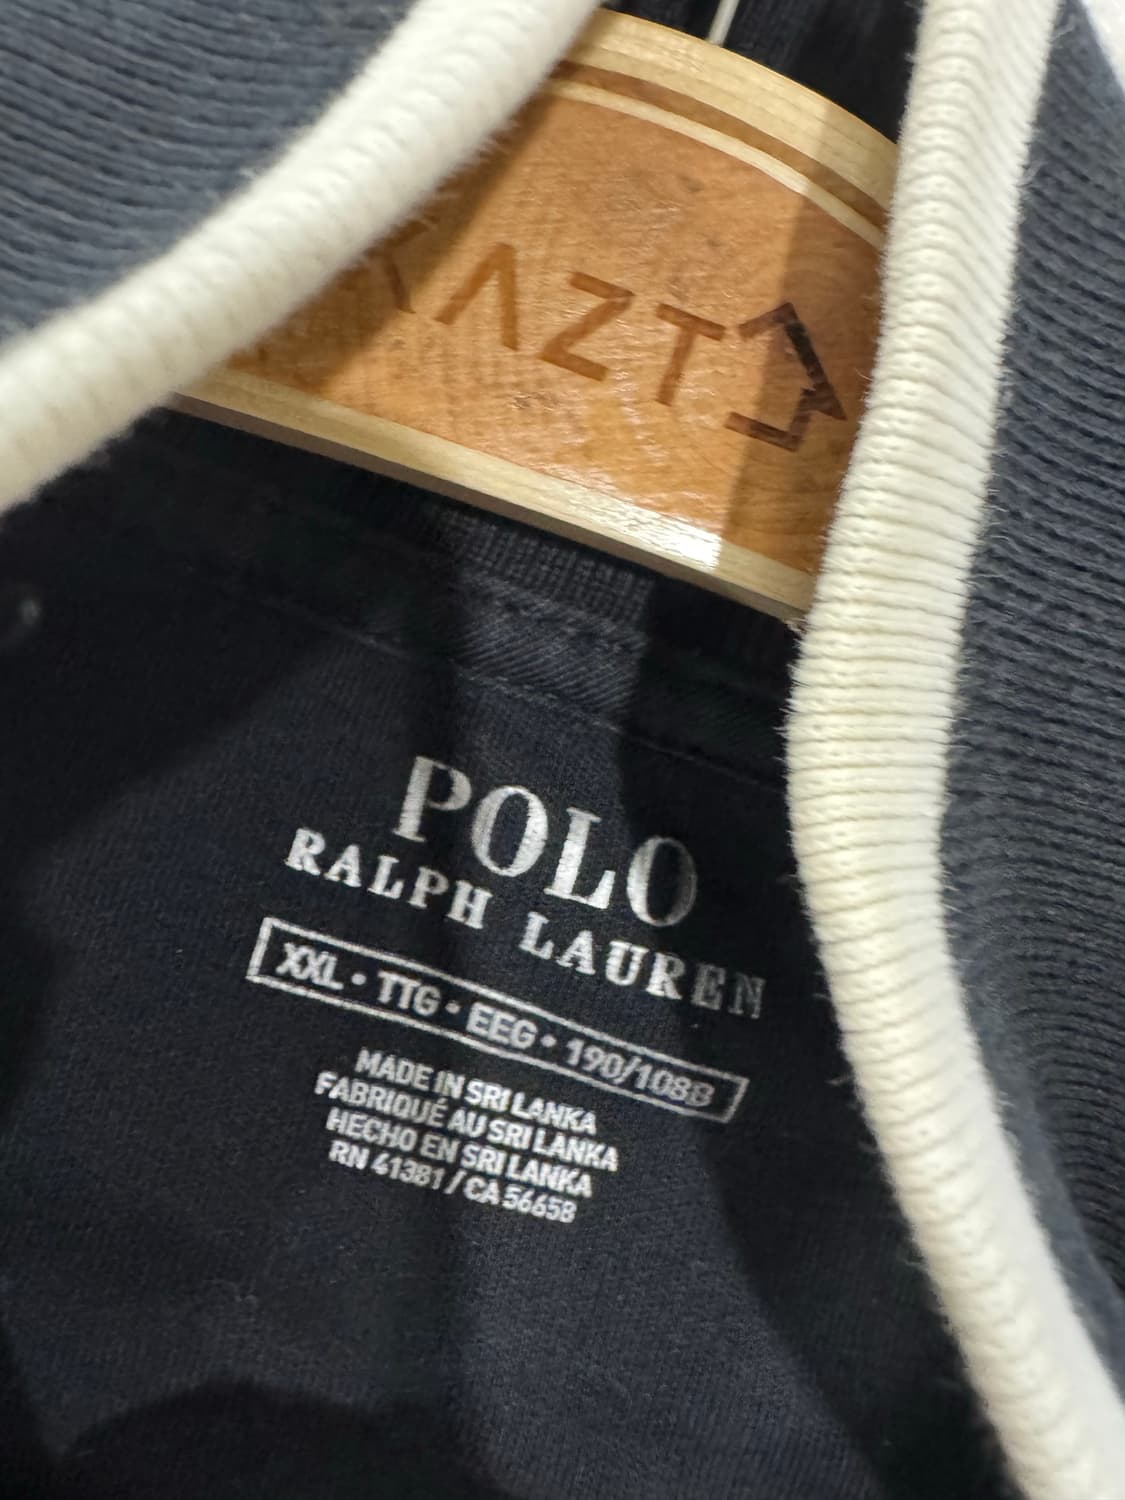 POLO
RALPH LAUREN
XXL • TTG • EEG • 190/108B
MADE IN SRI LANKA
FABRIQUÉ AU SRI LANKA
HECHO EN SRI LANKA
RN 41381 / CA 56658